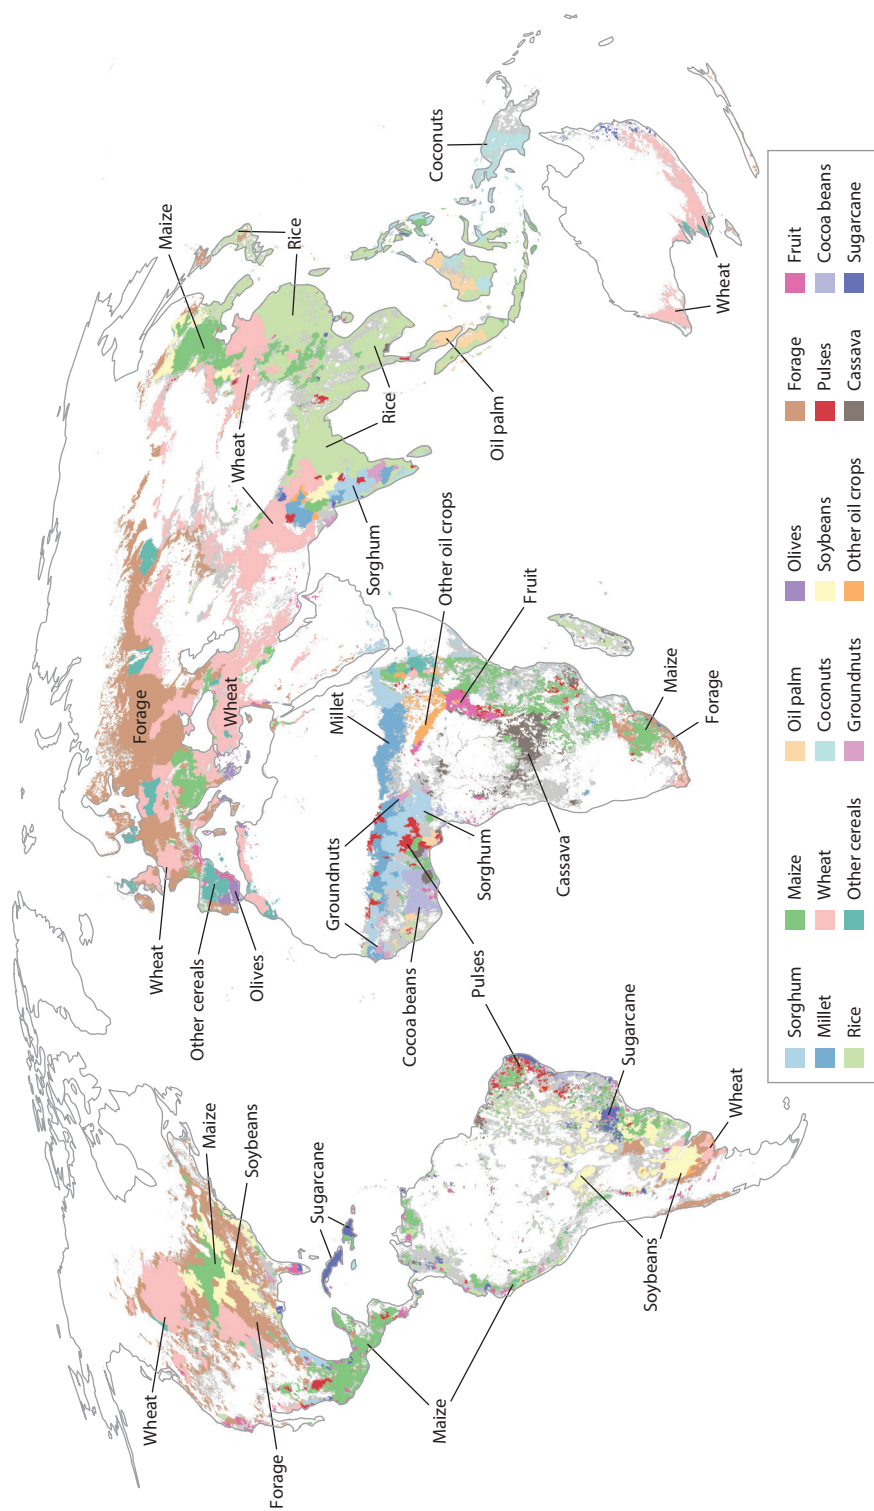 Wheat
Maize
Soybeans
Forage
Sugarcane
Maize
Soybeans
Sugarcane
Wheat
Pulses
Wheat
Other cereals
Olives
Forage
Wheat
Groundnuts
Cocoa beans
Millet
Sorghum
Other oil crops
Fruit
Cassava
Maize
Forage
Wheat
Sorghum
Maize
Rice
Rice
Rice
Oil palm
Coconuts
Wheat
Sorghum
Millet
Rice
Maize
Wheat
Other cereals
Oil palm
Coconuts
Groundnuts
Olives
Soybeans
Other oil crops
Forage
Pulses
Cassava
Fruit
Cocoa beans
Sugarcane